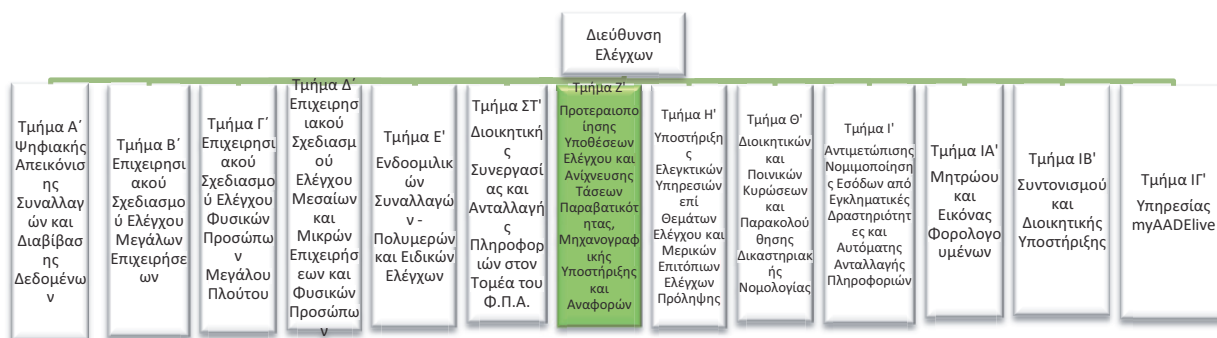 Διεύθυνση
Ελέγχων
Τμήμα Α΄
Ψηφιακής
Απεικόνισ
ης
Συναλλαγ
ών και
Διαβίβασ
ης
Δεδομένω
ν
Τμήμα Β΄
Επιχειρησι
ακού
Σχεδιασμο
ύ Ελέγχου
Μεγάλων
Επιχειρήσε
ων
Τμήμα Γ΄
Επιχειρησι
ακού
Σχεδιασμο
ύ Ελέγχου
Φυσικών
Προσώπω
ν
Μεγάλου
Πλούτου
Τμήμα Δ΄
Επιχειρησ
ιακού
Σχεδιασμ
ού
Ελέγχου
Μεσαίων
και
Μικρών
Επιχειρήσ
εων και
Φυσικών
Προσώπω
ν
Τμήμα Ε'
Ενδοομιλικ
ών
Συναλλαγώ
ν -
Πολυμερών
και Ειδικών
Ελέγχων
Τμήμα ΣΤ'
Διοικητική
ς
Συνεργασ
ίας και
Ανταλλαγή
ς
Πληροφορ
ιών στον
Τομέα του
Φ.Π.Α.
Τμήμα Ζ'
Προτεραιοπο
ίησης
Υποθέσεων
Ελέγχου και
Ανίχνευσης
Τάσεων
Παραβατικότ
ητας,
Μηχανογραφ
ικής
Υποστήριξης
και
Αναφορών
Τμήμα Η'
Υποστήριξη
ς
Ελεγκτικών
Υπηρεσιών
επί
Θεμάτων
Ελέγχου και
Μερικών
Επιτόπιων
Ελέγχων
Πρόληψης
Τμήμα Θ'
Διοικητικών
και
Ποινικών
Κυρώσεων
και
Παρακολού
θησης
Δικαστηριακ
ής
Νομολογίας
Τμήμα Ι'
Αντιμετώπισης
Νομιμοποίηση
ς Εσόδων από
Εγκληματικές
Δραστηριότητ
ες και
Αυτόματης
Ανταλλαγής
Πληροφοριών
Τμήμα ΙΑ'
Μητρώου
και
Εικόνας
Φορολογο
υμένων
Τμήμα ΙΒ'
Συντονισμού
και
Διοικητικής
Υποστήριξης
Τμήμα ΙΓ'
Υπηρεσίας
myAADElive